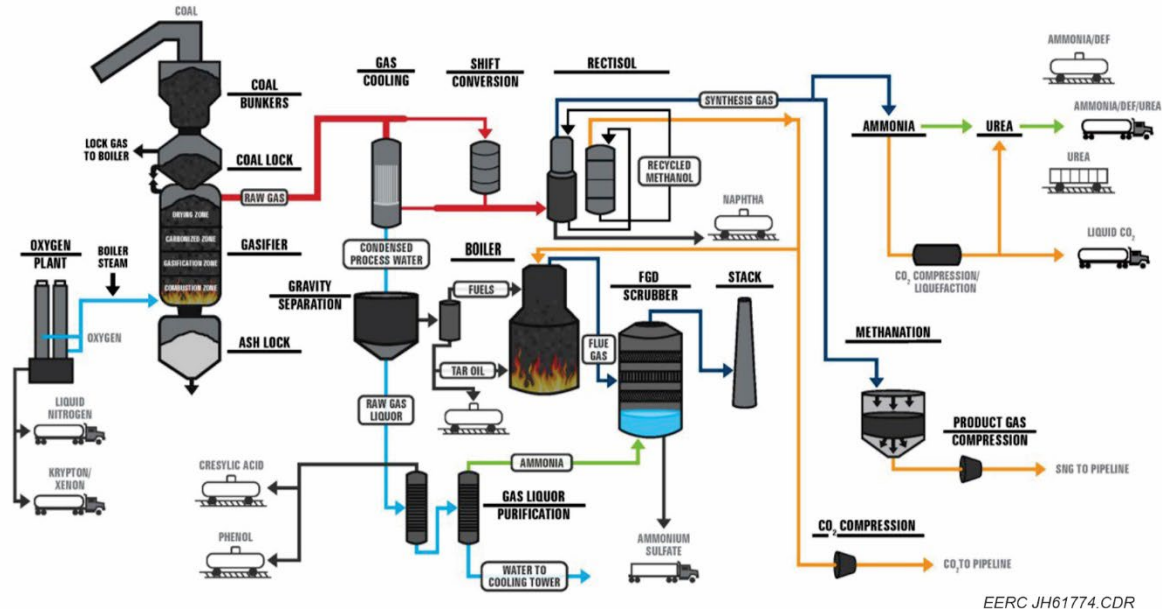 COAL
COAL
BUNKERS
LOCK GAS
TO BOILER
COAL LOCK
RAW GAS
DRYING ZONE
CARBONIZED ZONE
GASIFICATION ZONE
COMBUSTION ZONE
GASIFIER
OXYGEN
PLANT
BOILER
STEAM
OXYGEN
ASH LOCK
LIQUID
NITROGEN
KRYPTON/
XENON
GAS
COOLING
SHIFT
CONVERSION
RECTISOL
SYNTHESIS GAS
RECYCLED
METHANOL
NAPHTHA
CONDENSED
PROCESS WATER
GRAVITY
SEPARATION
BOILER
FUELS
TAR OIL
FLUE
GAS
FGD
SCRUBBER
STACK
RAW GAS
LIQUOR
CRESYLIC ACID
PHENOL
AMMONIA
GAS LIQUOR
PURIFICATION
WATER TO
COOLING TOWER
AMMONIUM
SULFATE
AMMONIA/DEF
AMMONIA
UREA
AMMONIA/DEF/UREA
UREA
LIQUID CO2
CO2 COMPRESSION/
LIQUEFACTION
METHANATION
PRODUCT GAS
COMPRESSION
SNG TO PIPELINE
CO2 COMPRESSION
CO2TO PIPELINE
EERC JH61774.CDR